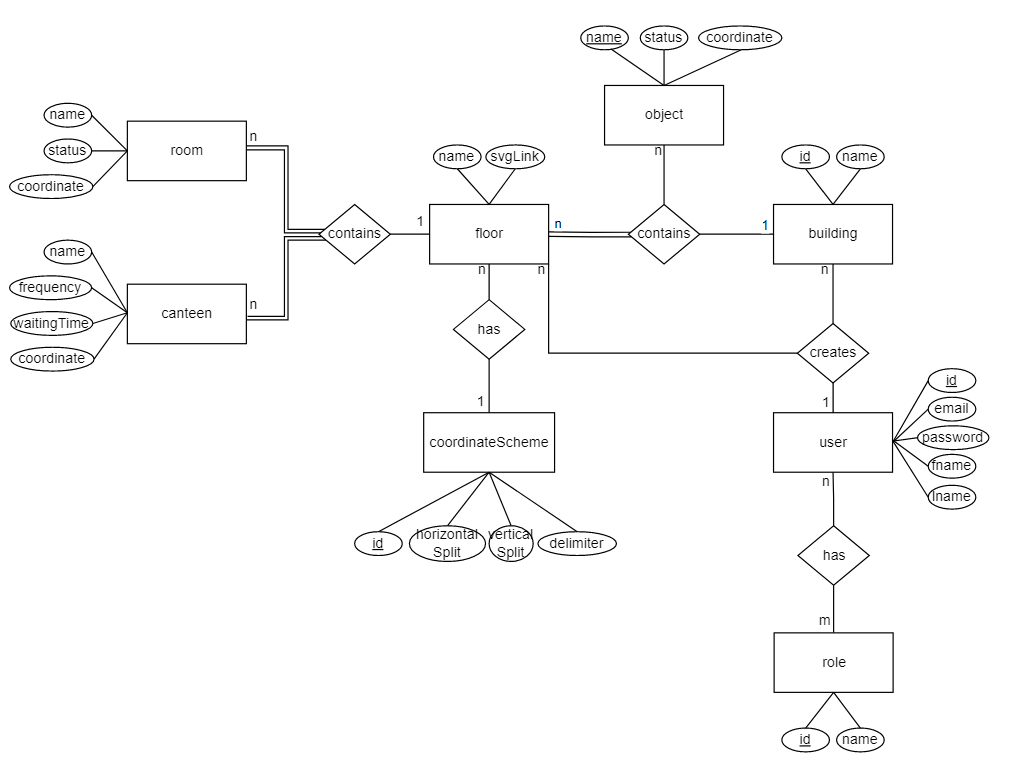 name status coordinate
object
n
name
status
coordinate
room
n
name svgLink
id name
contains
1
floor
n
contains
1
building
n
n
n
name
frequency
waitingTime
coordinate
canteen
n
has
creates
1
1
coordinateScheme
user
id
email
password
fname
lname
n
id
horizontal
Split
vertical
Split
delimiter
has
m
role
id name